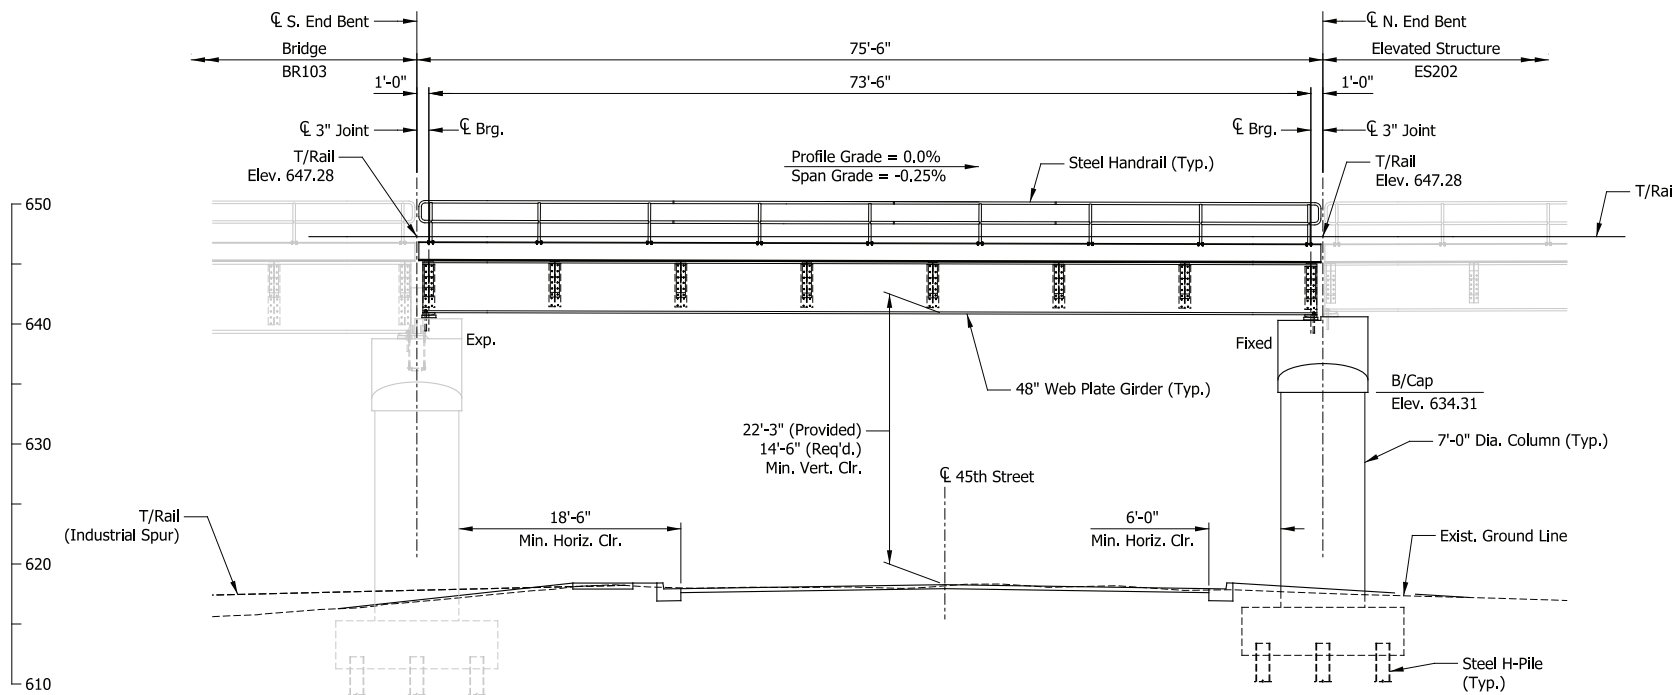 ℄ S. End Bent
℄ N. End Bent
Bridge
BR103
75'-6"
Elevated Structure
ES202
1'-0"
73'-6"
1'-0"
℄ 3" Joint
℄ Brg.
℄ Brg.
℄ 3" Joint
T/Rail
Elev. 647.28
Profile Grade = 0.0%
Span Grade = -0.25%
Steel Handrail (Typ.)
T/Rail
Elev. 647.28
T/Rai
650
640
630
620
610
Exp.
Fixed
48" Web Plate Girder (Typ.)
B/Cap
Elev. 634.31
22'-3" (Provided)
14'-6" (Req'd.)
Min. Vert. Clr.
7'-0" Dia. Column (Typ.)
℄ 45th Street
T/Rail
(Industrial Spur)
18'-6"
Min. Horiz. Clr.
6'-0"
Min. Horiz. Clr.
Exist. Ground Line
Steel H-Pile
(Typ.)